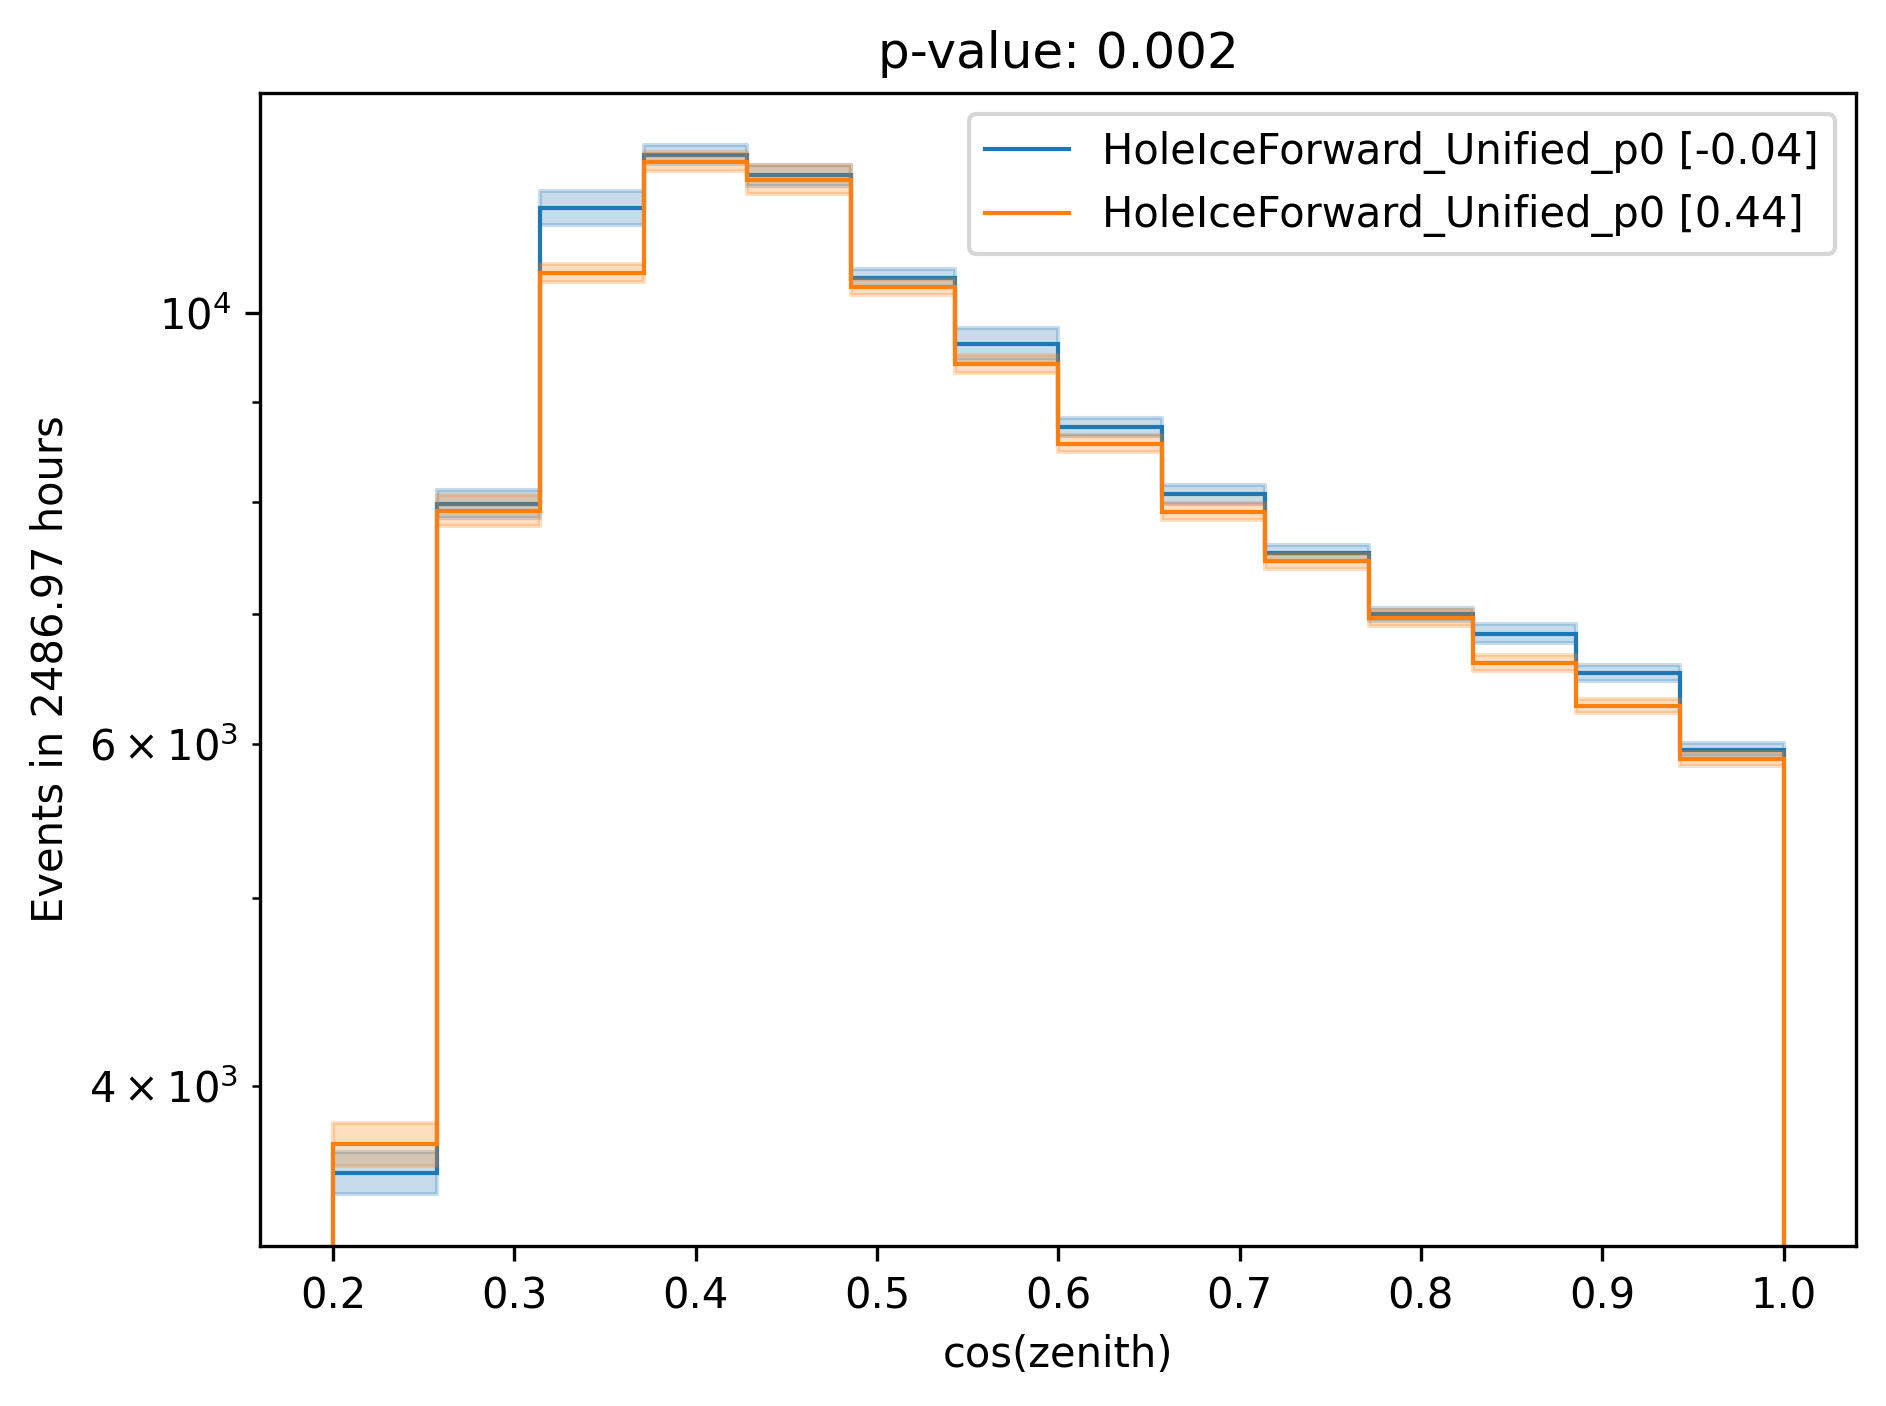 p-value: 0.002
HoleIceForward_Unified_p0 [-0.04]
HoleIceForward_Unified_p0 [0.44]
Events in 2486.97 hours
10⁴
6 × 10³
4 × 10³
0.2 0.3 0.4 0.5 0.6 0.7 0.8 0.9 1.0
cos(zenith)